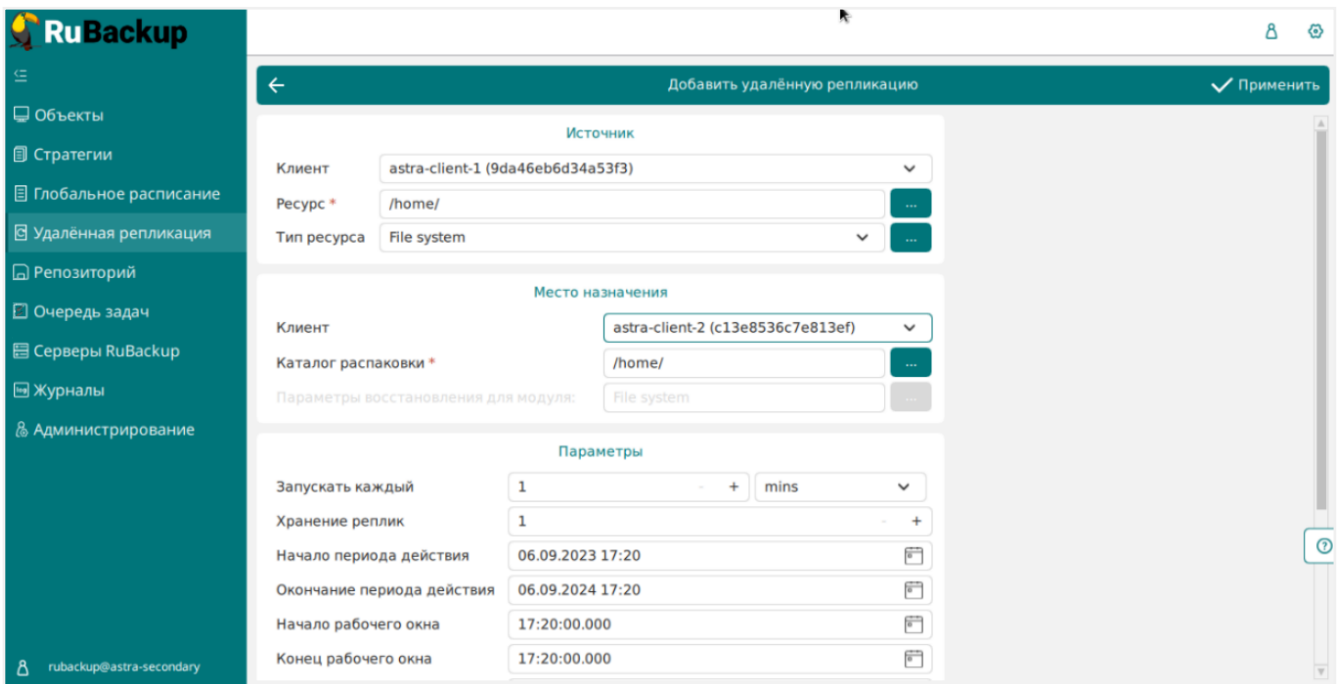 RuBackup
Добавить удалённую репликацию
Применить
Объекты
Стратегии
Глобальное расписание
Удалённая репликация
Репозиторий
Очередь задач
Серверы RuBackup
Журналы
Администрирование
rubackup@astra-secondary
Источник
Клиент astra-client-1 (9da46eb6d34a53f3)
Ресурс * /home/ ...
Тип ресурса File system ...
Место назначения
Клиент astra-client-2 (c13e8536c7e813ef)
Каталог распаковки * /home/ ...
Параметры восстановления для модуля: File system ...
Параметры
Запускать каждый 1 - + mins
Хранение реплик 1 - +
Начало периода действия 06.09.2023 17:20
Окончание периода действия 06.09.2024 17:20
Начало рабочего окна 17:20:00.000
Конец рабочего окна 17:20:00.000